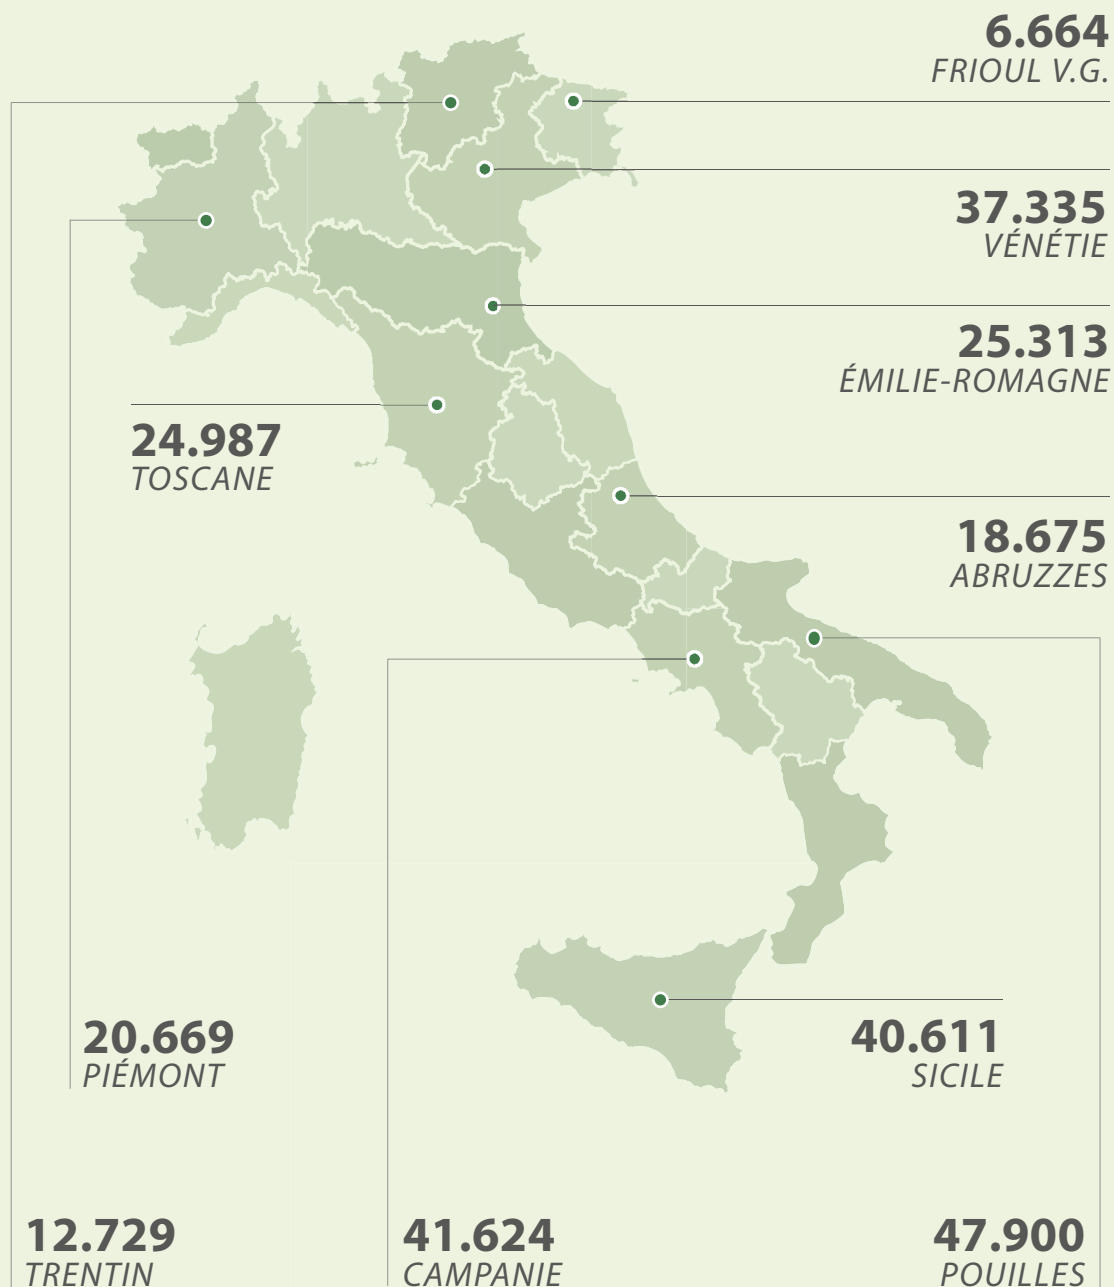 6.664
FRIOUL V.G.
37.335
VÉNÉTIE
25.313
ÉMILIE-ROMAGNE
24.987
TOSCANE
18.675
ABRUZZES
20.669
PIÉMONT
40.611
SICILE
12.729
TRENTIN
41.624
CAMPANIE
47.900
POUILLES